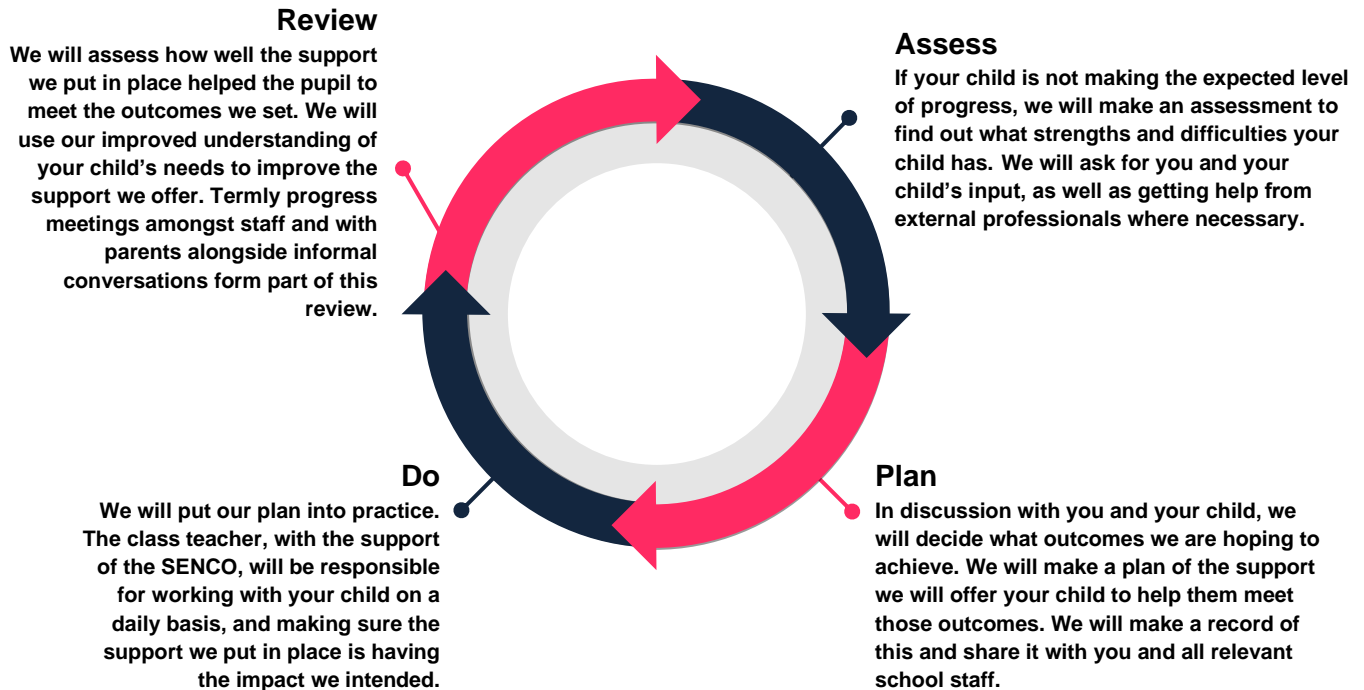 Review
We will assess how well the support
we put in place helped the pupil to
meet the outcomes we set. We will
use our improved understanding of
your child’s needs to improve the
support we offer. Termly progress
meetings amongst staff and with
parents alongside informal
conversations form part of this
review.
Assess
If your child is not making the expected level
of progress, we will make an assessment to
find out what strengths and difficulties your
child has. We will ask for you and your
child’s input, as well as getting help from
external professionals where necessary.
Do
We will put our plan into practice.
The class teacher, with the support
of the SENCO, will be responsible
for working with your child on a
daily basis, and making sure the
support we put in place is having
the impact we intended.
Plan
In discussion with you and your child, we
will decide what outcomes we are hoping to
achieve. We will make a plan of the support
we will offer your child to help them meet
those outcomes. We will make a record of
this and share it with you and all relevant
school staff.